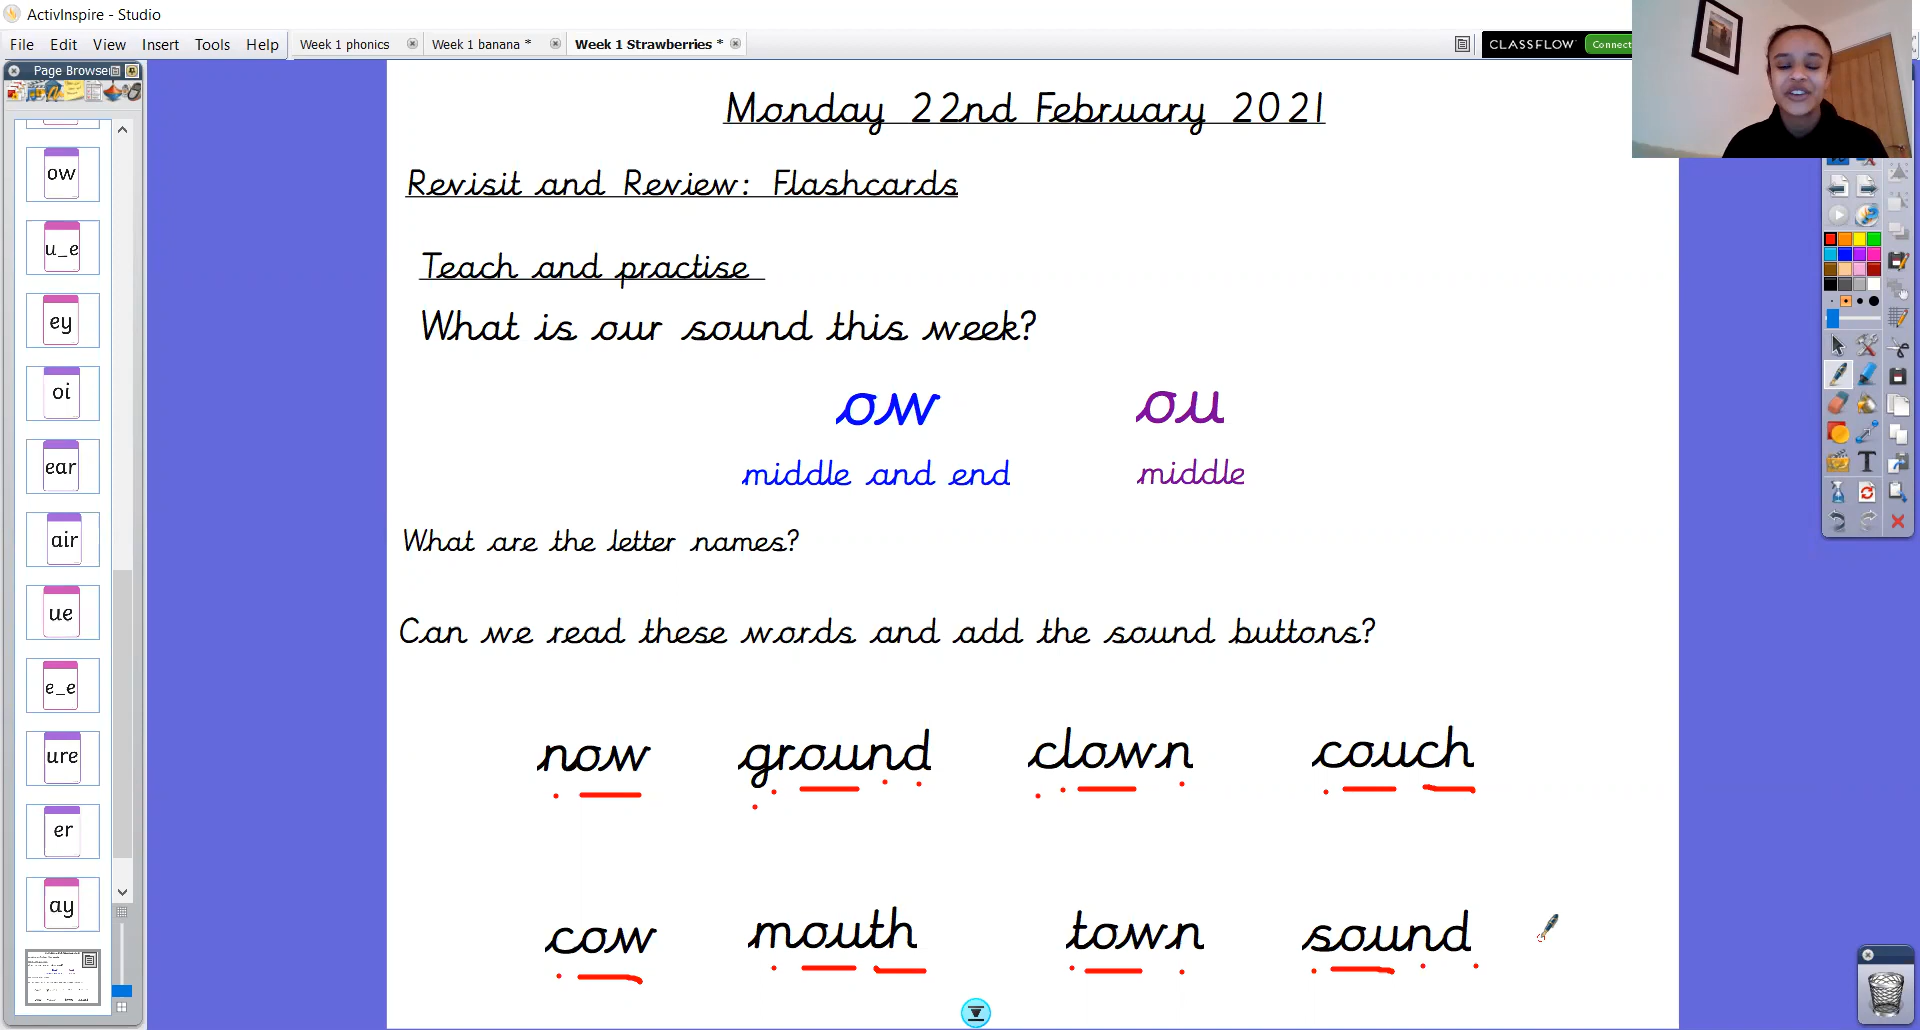 ActivInspire - Studio
File Edit View Insert Tools Help
Week 1 phonics Week 1 banana * Week 1 Strawberries *
CLASSFLOW Connect
Page Browser
ow
u_e
ey
oi
ear
air
ue
e_e
ure
er
ay
Monday 22nd February 2021
Revisit and Review: Flashcards
Teach and practise
What is our sound this week?
ow ou
middle and end middle
What are the letter names?
Can we read these words and add the sound buttons?
now ground clown couch
cow mouth town sound